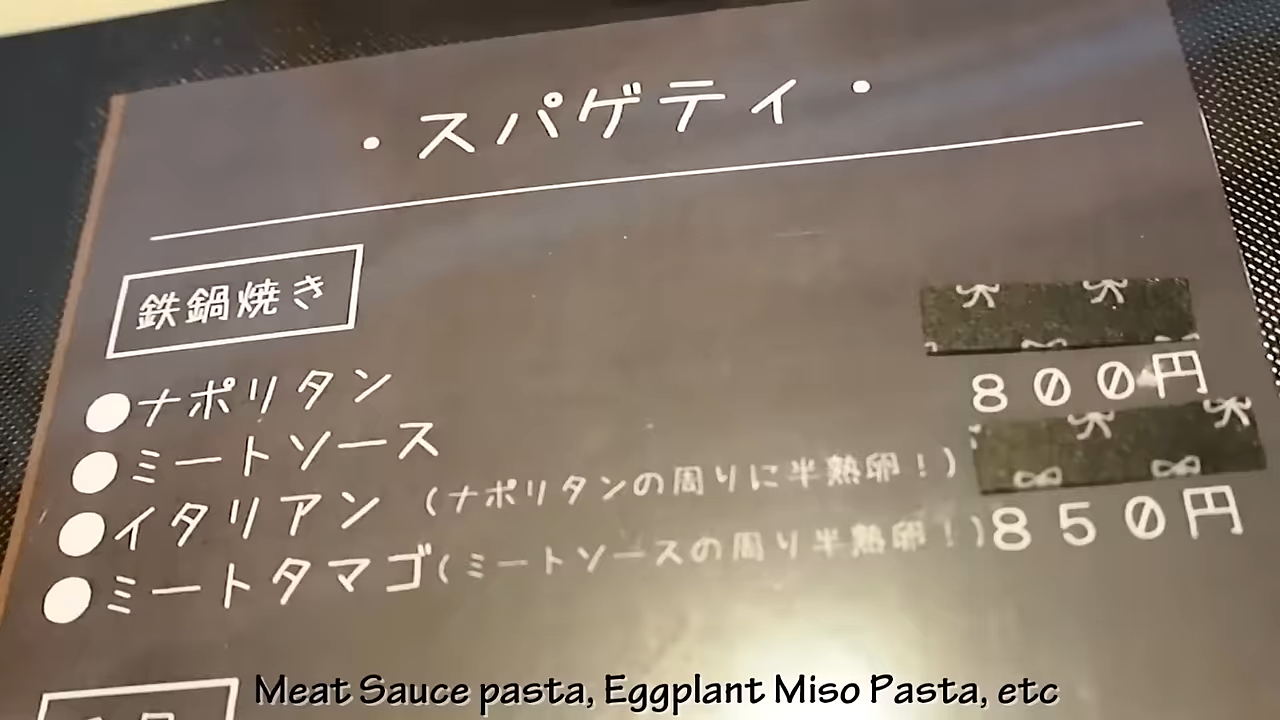 ・スパゲティ・
鉄鍋焼き
●ナポリタン
800円
●ミートソース
●イタリアン (ナポリタンの周りに半熟卵!)
●ミートタマゴ(ミートソースの周り半熟卵!)850円
Meat Sauce pasta, Eggplant Miso Pasta, etc